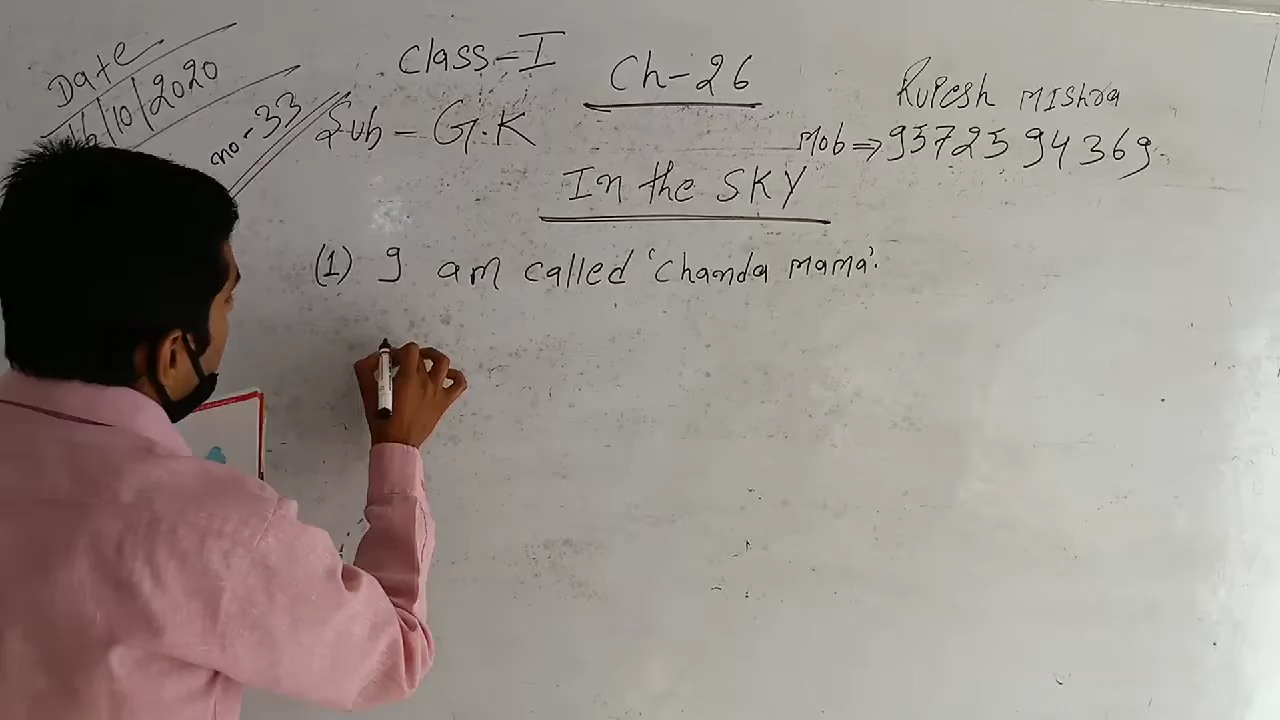 Date
16/10/2020
no-33
Class-I
Sub-G.K
Ch-26
Rupesh Mishra
Mob⇒9572594369.
In the SKY
(1) I am called 'Chanda mama'.